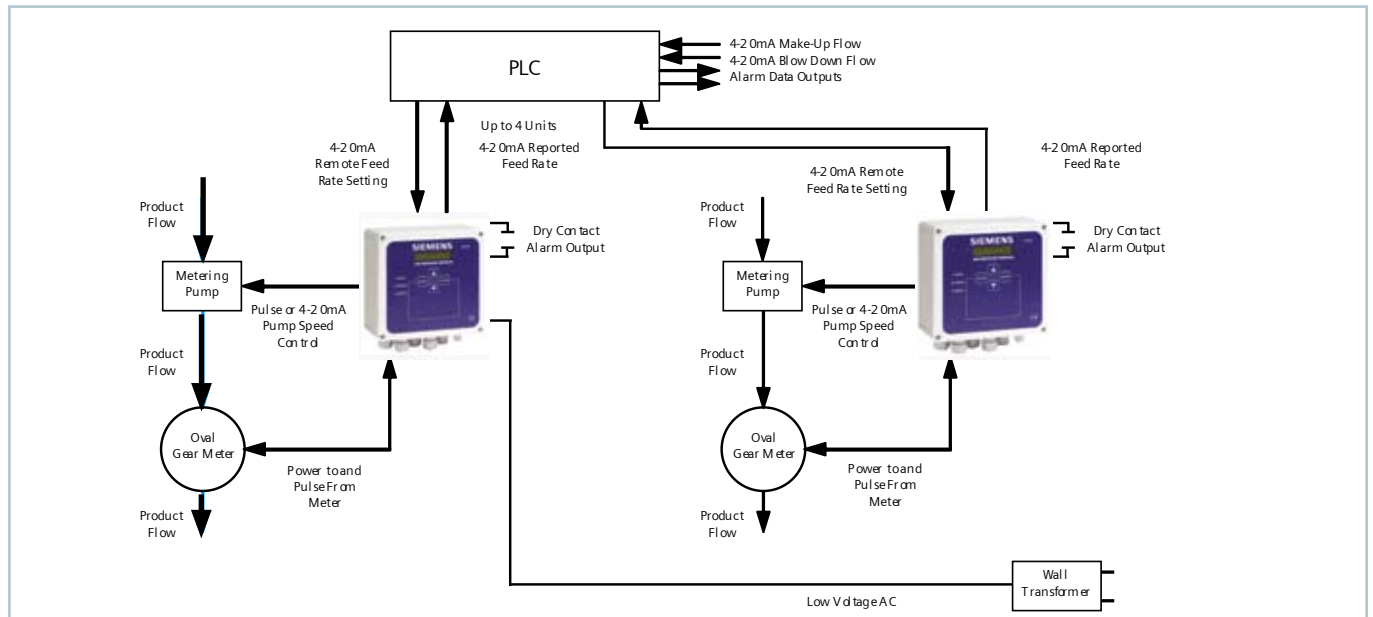 PLC
4-20mA Make-Up Flow
4-20mA Blow Down Flow
Alarm Data Outputs
Up to 4 Units
4-20mA
Remote Feed
Rate Setting
4-20mA Reported
Feed Rate
4-20mA Remote
Feed Rate Setting
4-20mA Reported
Feed Rate
Product
Flow
SIEMENS
Dry Contact
Alarm Output
Metering
Pump
Pulse or 4-20mA
Pump Speed
Control
Product
Flow
Oval
Gear Meter
Power to and
Pulse From
Meter
Product
Flow
Product
Flow
SIEMENS
Dry Contact
Alarm Output
Metering
Pump
Pulse or 4-20mA
Pump Speed
Control
Product
Flow
Oval
Gear Meter
Power to and
Pulse From
Meter
Product
Flow
Low Voltage AC
Wall
Transformer